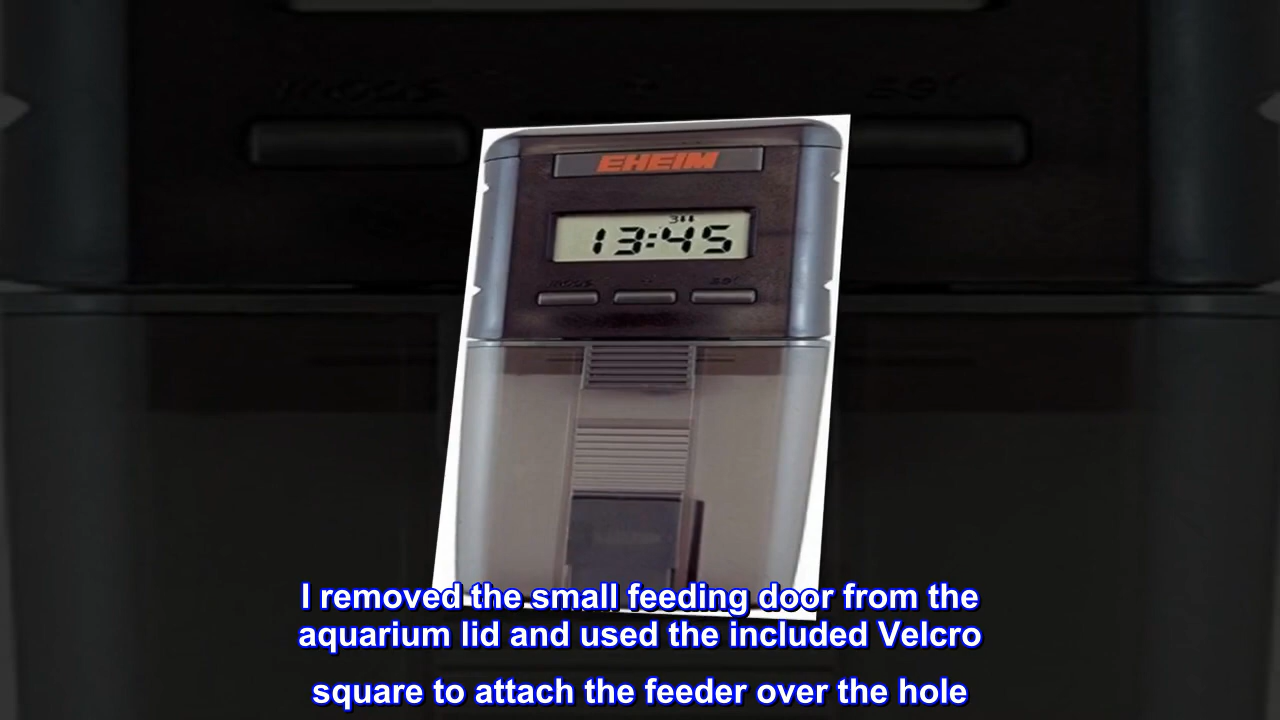 EHEIM
13:45
I removed the small feeding door from the
aquarium lid and used the included Velcro
square to attach the feeder over the hole